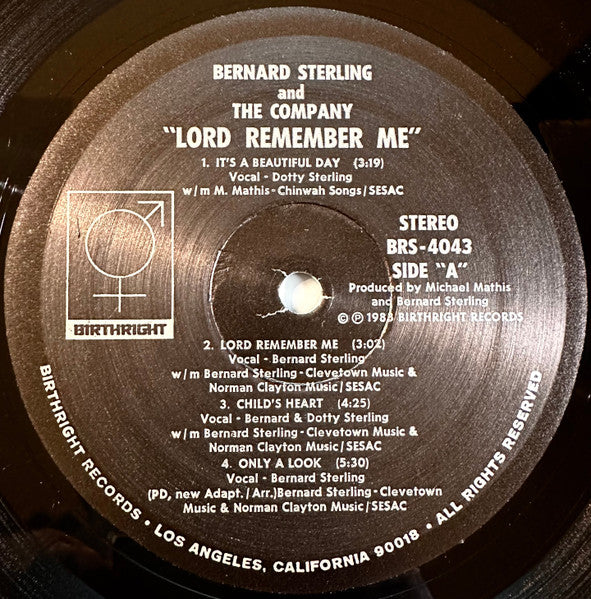 BERNARD STERLING
and
THE COMPANY
"LORD REMEMBER ME"
1. IT'S A BEAUTIFUL DAY (3:19)
Vocal - Dotty Sterling
w/m M. Mathis-Chinwah Songs/SESAC
STEREO
BRS-4043
SIDE "A"
Produced by Michael Mathis
and Bernard Sterling
© ℗ 1983 BIRTHRIGHT RECORDS
BIRTHRIGHT
2. LORD REMEMBER ME (3:02)
Vocal - Bernard Sterling
w/m Bernard Sterling-Clevetown Music &
Norman Clayton Music/SESAC
3. CHILD'S HEART (4:25)
Vocal - Bernard & Dotty Sterling
w/m Bernard Sterling-Clevetown Music &
Norman Clayton Music/SESAC
4. ONLY A LOOK (5:30)
Vocal - Bernard Sterling
(PD, new Adapt./Arr.)Bernard Sterling-Clevetown
Music & Norman Clayton Music/SESAC
BIRTHRIGHT RECORDS • LOS ANGELES, CALIFORNIA 90018 • ALL RIGHTS RESERVED